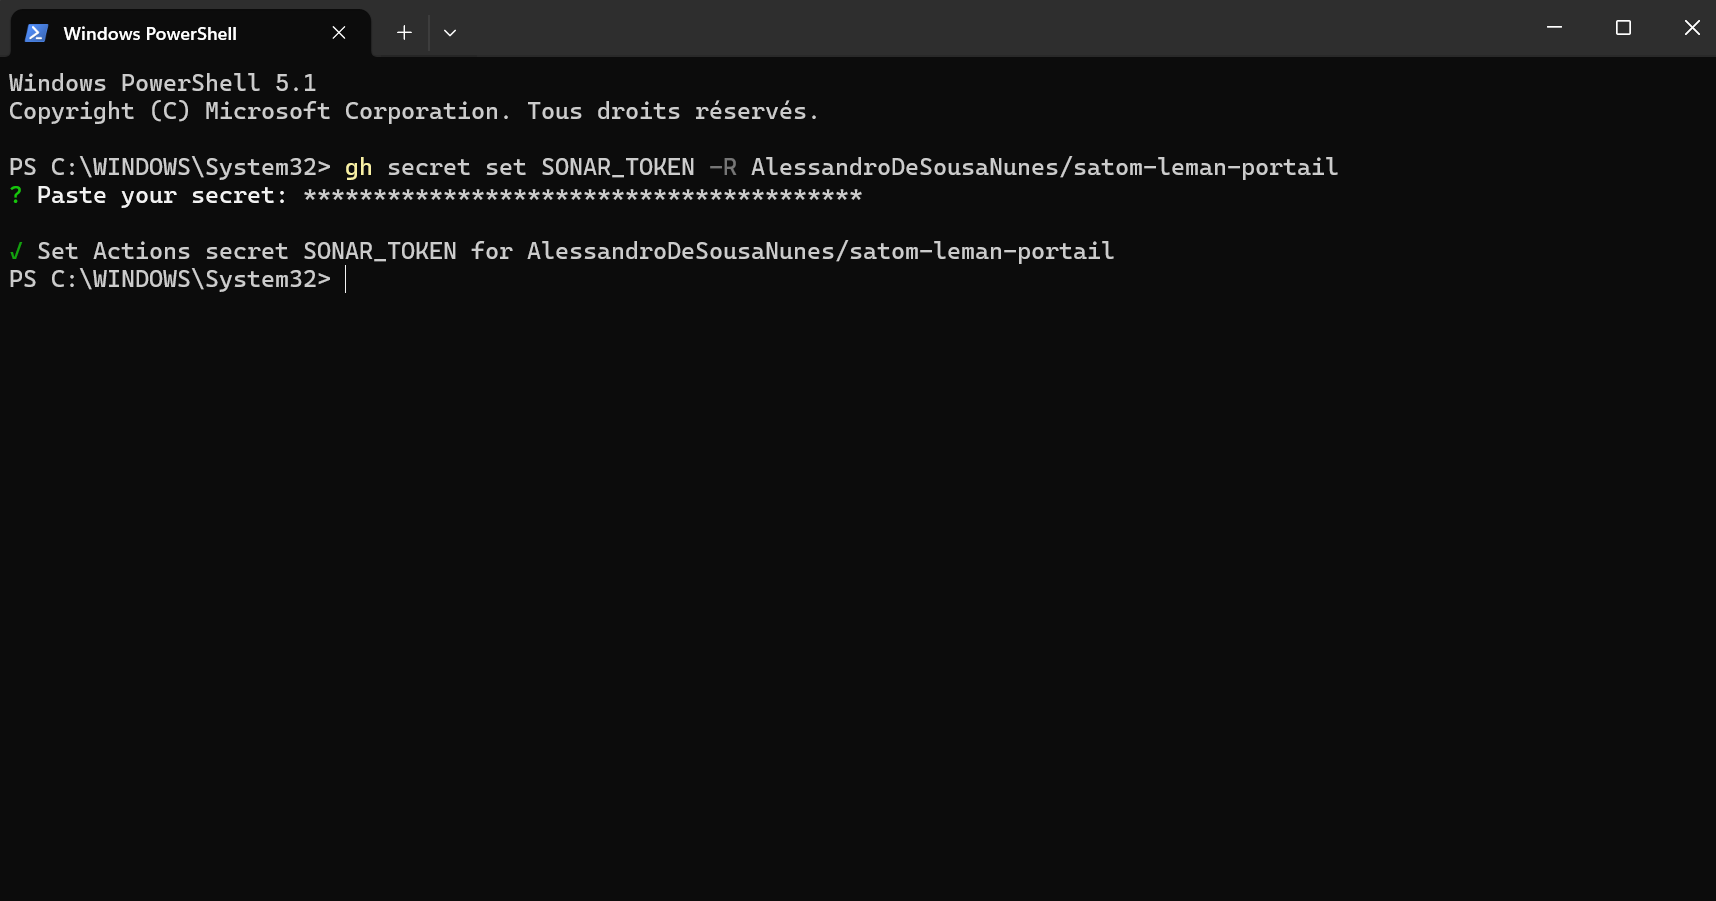 Windows PowerShell
Windows PowerShell 5.1
Copyright (C) Microsoft Corporation. Tous droits réservés.
PS C:\WINDOWS\System32> gh secret set SONAR_TOKEN -R AlessandroDeSousaNunes/satom-leman-portail
? Paste your secret: ****************************************
√ Set Actions secret SONAR_TOKEN for AlessandroDeSousaNunes/satom-leman-portail
PS C:\WINDOWS\System32>